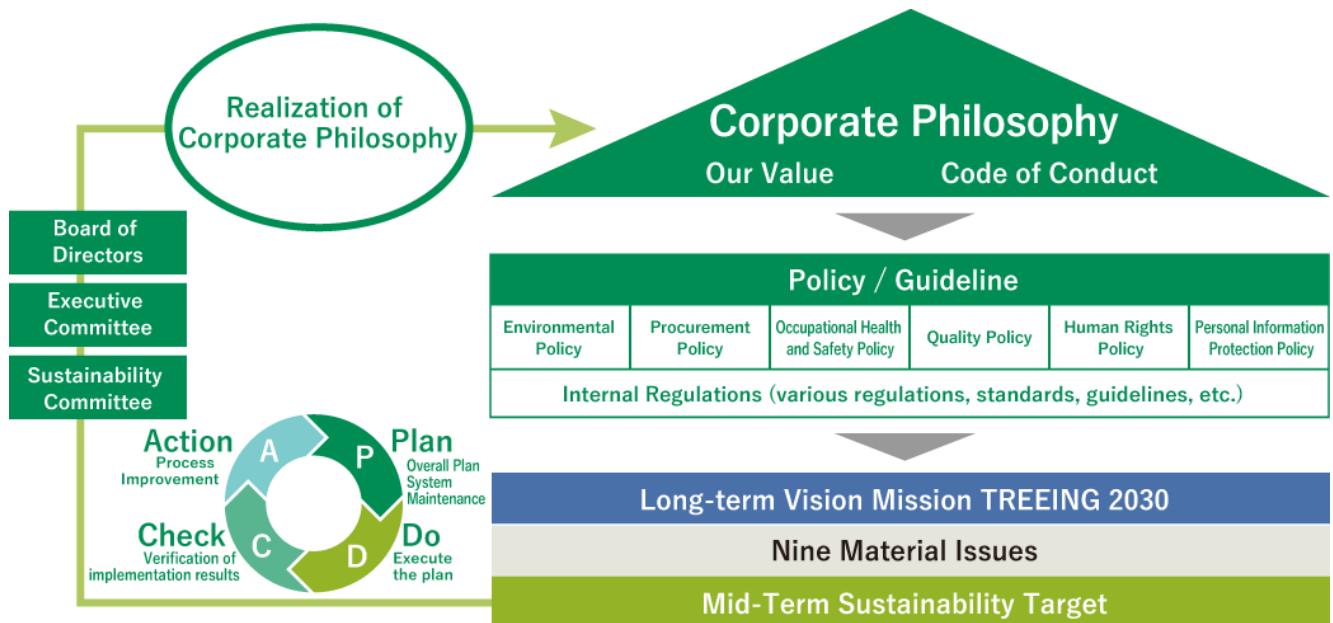 Realization of
Corporate Philosophy
Corporate Philosophy
Our Value
Code of Conduct
Board of
Directors
Executive
Committee
Sustainability
Committee
Policy / Guideline
Environmental
Policy
Procurement
Policy
Occupational Health
and Safety Policy
Quality Policy
Human Rights
Policy
Personal Information
Protection Policy
Internal Regulations (various regulations, standards, guidelines, etc.)
Action
Process
Improvement
A
P
Plan
Overall Plan
System
Maintenance
Check
Verification of
implementation results
C
D
Do
Execute
the plan
Long-term Vision Mission TREEING 2030
Nine Material Issues
Mid-Term Sustainability Target